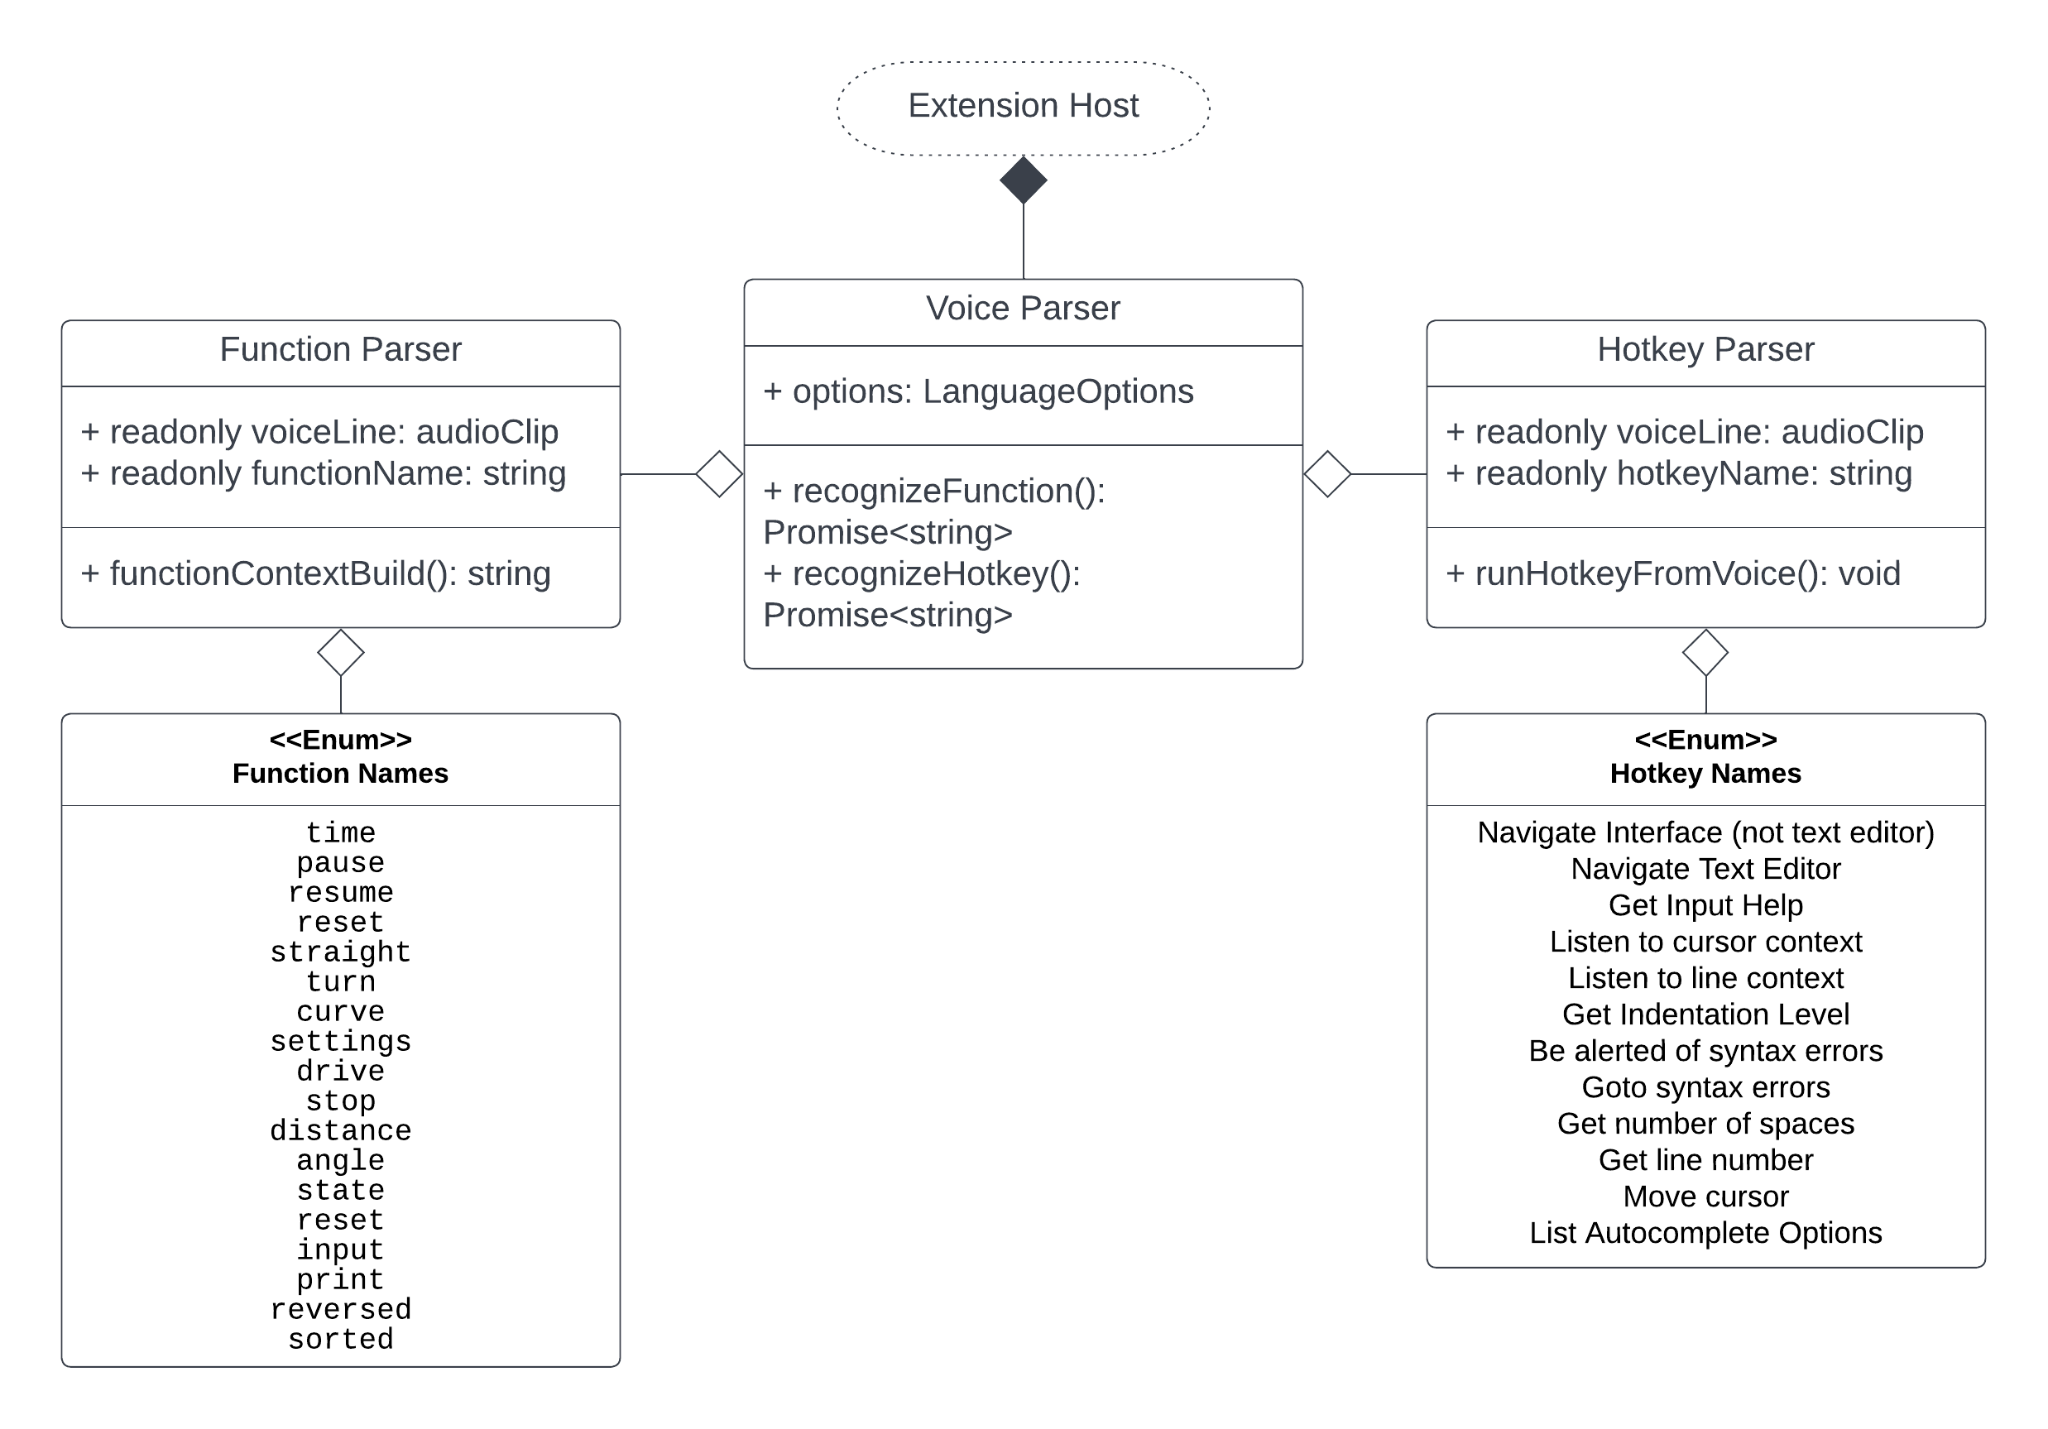 Extension Host
Voice Parser
+ options: LanguageOptions
+ recognizeFunction():
Promise<string>
+ recognizeHotkey():
Promise<string>
Function Parser
+ readonly voiceLine: audioClip
+ readonly functionName: string
+ functionContextBuild(): string
Hotkey Parser
+ readonly voiceLine: audioClip
+ readonly hotkeyName: string
+ runHotkeyFromVoice(): void
<<Enum>>
Function Names
time
pause
resume
reset
straight
turn
curve
settings
drive
stop
distance
angle
state
reset
input
print
reversed
sorted
<<Enum>>
Hotkey Names
Navigate Interface (not text editor)
Navigate Text Editor
Get Input Help
Listen to cursor context
Listen to line context
Get Indentation Level
Be alerted of syntax errors
Goto syntax errors
Get number of spaces
Get line number
Move cursor
List Autocomplete Options